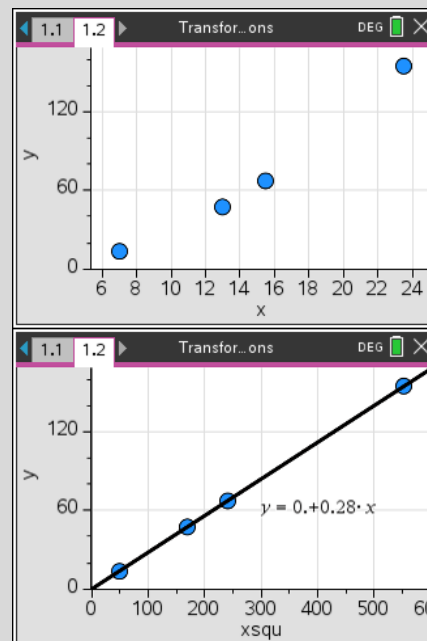 1.1 1.2 Transfor...ons DEG
120
60
0
y
6 8 10 12 14 16 18 20 22 24
x
1.1 1.2 Transfor...ons DEG
120
60
0
y
y = 0.+0.28· x
0 100 200 300 400 500 60
xsqu